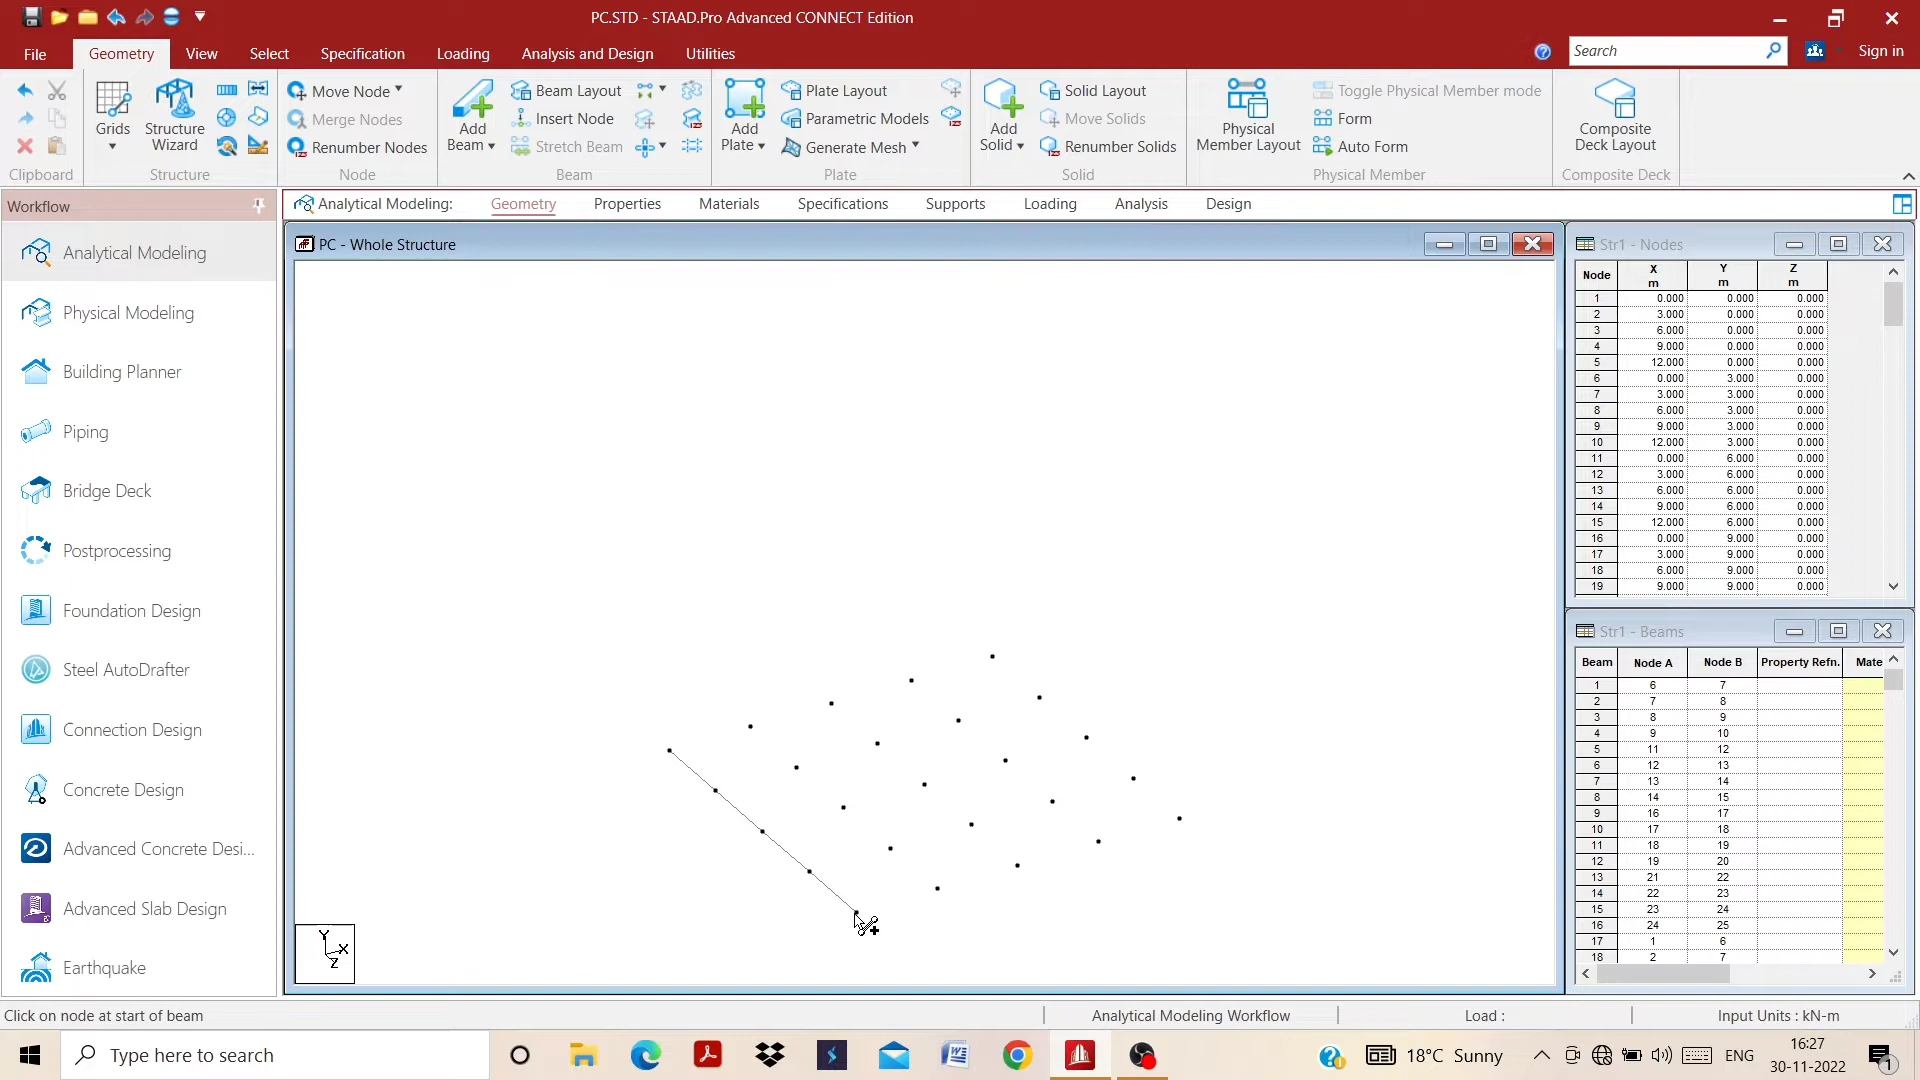 PC.STD - STAAD.Pro Advanced CONNECT Edition
File Geometry View Select Specification Loading Analysis and Design Utilities Search Sign in
Grids Structure Wizard
Move Node
Merge Nodes
Renumber Nodes
Add Beam
Beam Layout
Insert Node
Stretch Beam
Add Plate
Plate Layout
Parametric Models
Generate Mesh
Add Solid
Solid Layout
Move Solids
Renumber Solids
Physical Member Layout
Toggle Physical Member mode
Form
Auto Form
Composite Deck Layout
Clipboard Structure Node Beam Plate Solid Physical Member Composite Deck
Workflow
Analytical Modeling: Geometry Properties Materials Specifications Supports Loading Analysis Design
Analytical Modeling
Physical Modeling
Building Planner
Piping
Bridge Deck
Postprocessing
Foundation Design
Steel AutoDrafter
Connection Design
Concrete Design
Advanced Concrete Desi...
Advanced Slab Design
Earthquake
PC - Whole Structure
Y
X
Z
Str1 - Nodes
Node X m Y m Z m
1 0.000 0.000 0.000
2 3.000 0.000 0.000
3 6.000 0.000 0.000
4 9.000 0.000 0.000
5 12.000 0.000 0.000
6 0.000 3.000 0.000
7 3.000 3.000 0.000
8 6.000 3.000 0.000
9 9.000 3.000 0.000
10 12.000 3.000 0.000
11 0.000 6.000 0.000
12 3.000 6.000 0.000
13 6.000 6.000 0.000
14 9.000 6.000 0.000
15 12.000 6.000 0.000
16 0.000 9.000 0.000
17 3.000 9.000 0.000
18 6.000 9.000 0.000
19 9.000 9.000 0.000
Str1 - Beams
Beam Node A Node B Property Refn. Mate
1 6 7
2 7 8
3 8 9
4 9 10
5 11 12
6 12 13
7 13 14
8 14 15
9 16 17
10 17 18
11 18 19
12 19 20
13 21 22
14 22 23
15 23 24
16 24 25
17 1 6
18 2 7
Click on node at start of beam Analytical Modeling Workflow Load : Input Units : kN-m
Type here to search 18°C Sunny ENG 16:27
30-11-2022
1